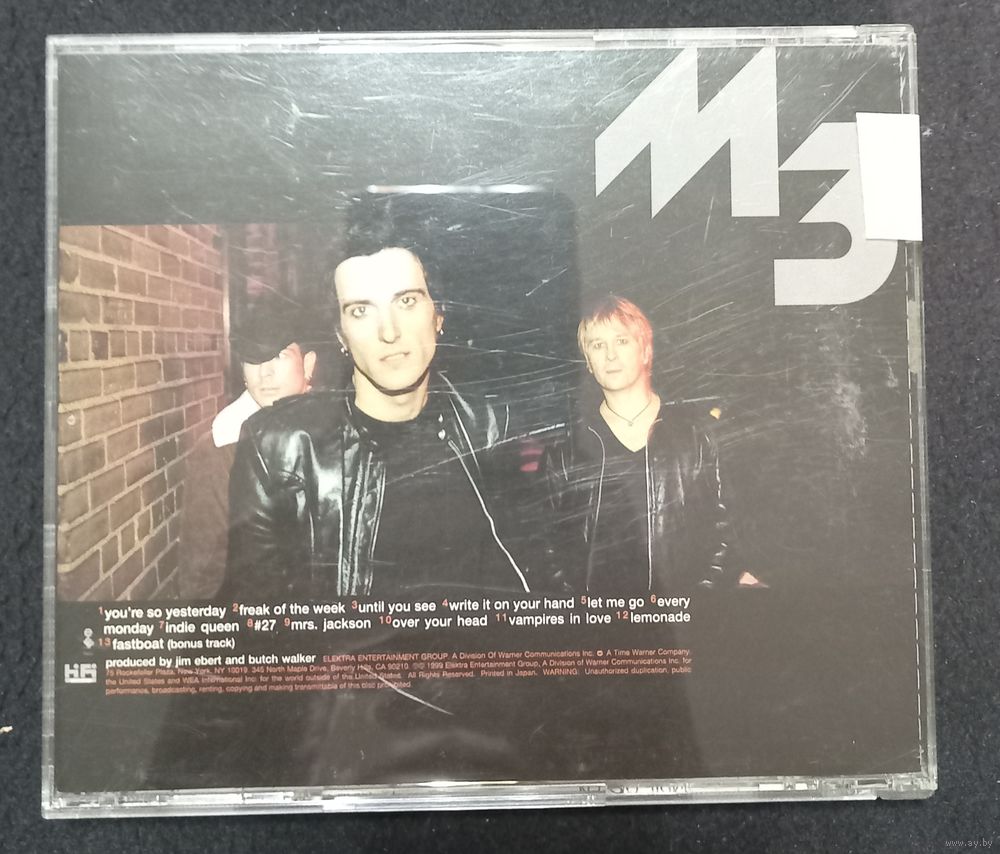 M3
¹you're so yesterday ²freak of the week ³until you see ⁴write it on your hand ⁵let me go ⁶every
monday ⁷indie queen ⁸#27 ⁹mrs. jackson ¹⁰over your head ¹¹vampires in love ¹²lemonade
¹³fastboat (bonus track)
produced by jim ebert and butch walker ELEKTRA ENTERTAINMENT GROUP, A Division Of Warner Communications Inc. A Time Warner Company.
75 Rockefeller Plaza, New York, NY 10019. 345 North Maple Drive, Beverly Hills, CA 90210. ℗© 1999 Elektra Entertainment Group, A Division of Warner Communications Inc. for
the United States and WEA International Inc. for the world outside of the United States. All Rights Reserved. Printed in Japan. WARNING: Unauthorized duplication, public
performance, broadcasting, renting, copying and making transmittable of this disc prohibited.
HiFi
www.ay.by